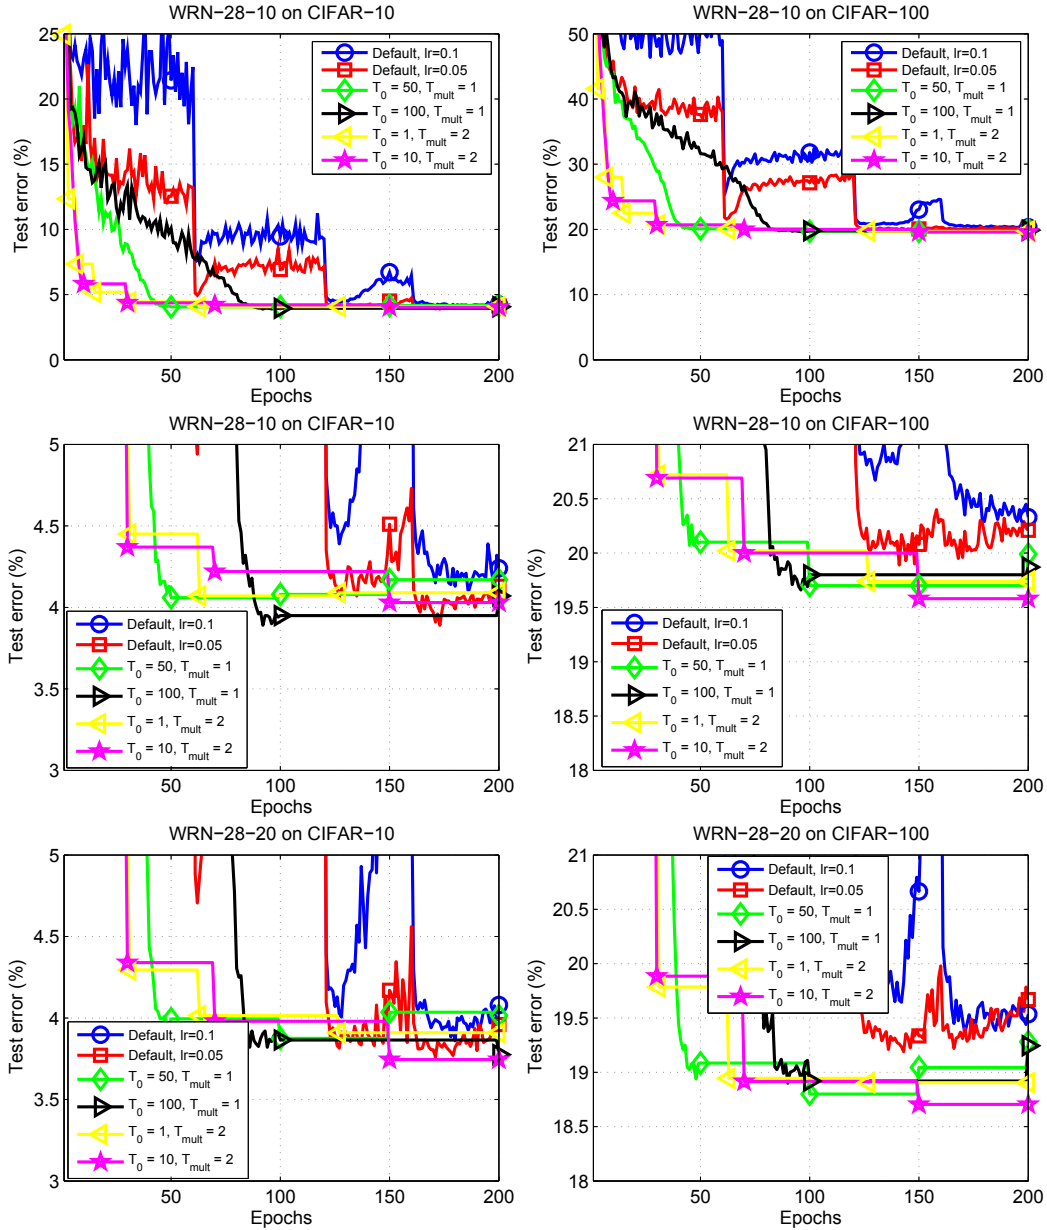 WRN-28-10 on CIFAR-10
Test error (%)
25
20
15
10
5
0
50
100
150
200
Epochs
Default, lr=0.1
Default, lr=0.05
T0 = 50, Tmult = 1
T0 = 100, Tmult = 1
T0 = 1, Tmult = 2
T0 = 10, Tmult = 2
WRN-28-10 on CIFAR-100
Test error (%)
50
40
30
20
10
0
50
100
150
200
Epochs
Default, lr=0.1
Default, lr=0.05
T0 = 50, Tmult = 1
T0 = 100, Tmult = 1
T0 = 1, Tmult = 2
T0 = 10, Tmult = 2
WRN-28-10 on CIFAR-10
Test error (%)
5
4.5
4
3.5
3
50
100
150
200
Epochs
Default, lr=0.1
Default, lr=0.05
T0 = 50, Tmult = 1
T0 = 100, Tmult = 1
T0 = 1, Tmult = 2
T0 = 10, Tmult = 2
WRN-28-10 on CIFAR-100
Test error (%)
21
20.5
20
19.5
19
18.5
18
50
100
150
200
Epochs
Default, lr=0.1
Default, lr=0.05
T0 = 50, Tmult = 1
T0 = 100, Tmult = 1
T0 = 1, Tmult = 2
T0 = 10, Tmult = 2
WRN-28-20 on CIFAR-10
Test error (%)
5
4.5
4
3.5
3
50
100
150
200
Epochs
Default, lr=0.1
Default, lr=0.05
T0 = 50, Tmult = 1
T0 = 100, Tmult = 1
T0 = 1, Tmult = 2
T0 = 10, Tmult = 2
WRN-28-20 on CIFAR-100
Test error (%)
21
20.5
20
19.5
19
18.5
18
50
100
150
200
Epochs
Default, lr=0.1
Default, lr=0.05
T0 = 50, Tmult = 1
T0 = 100, Tmult = 1
T0 = 1, Tmult = 2
T0 = 10, Tmult = 2